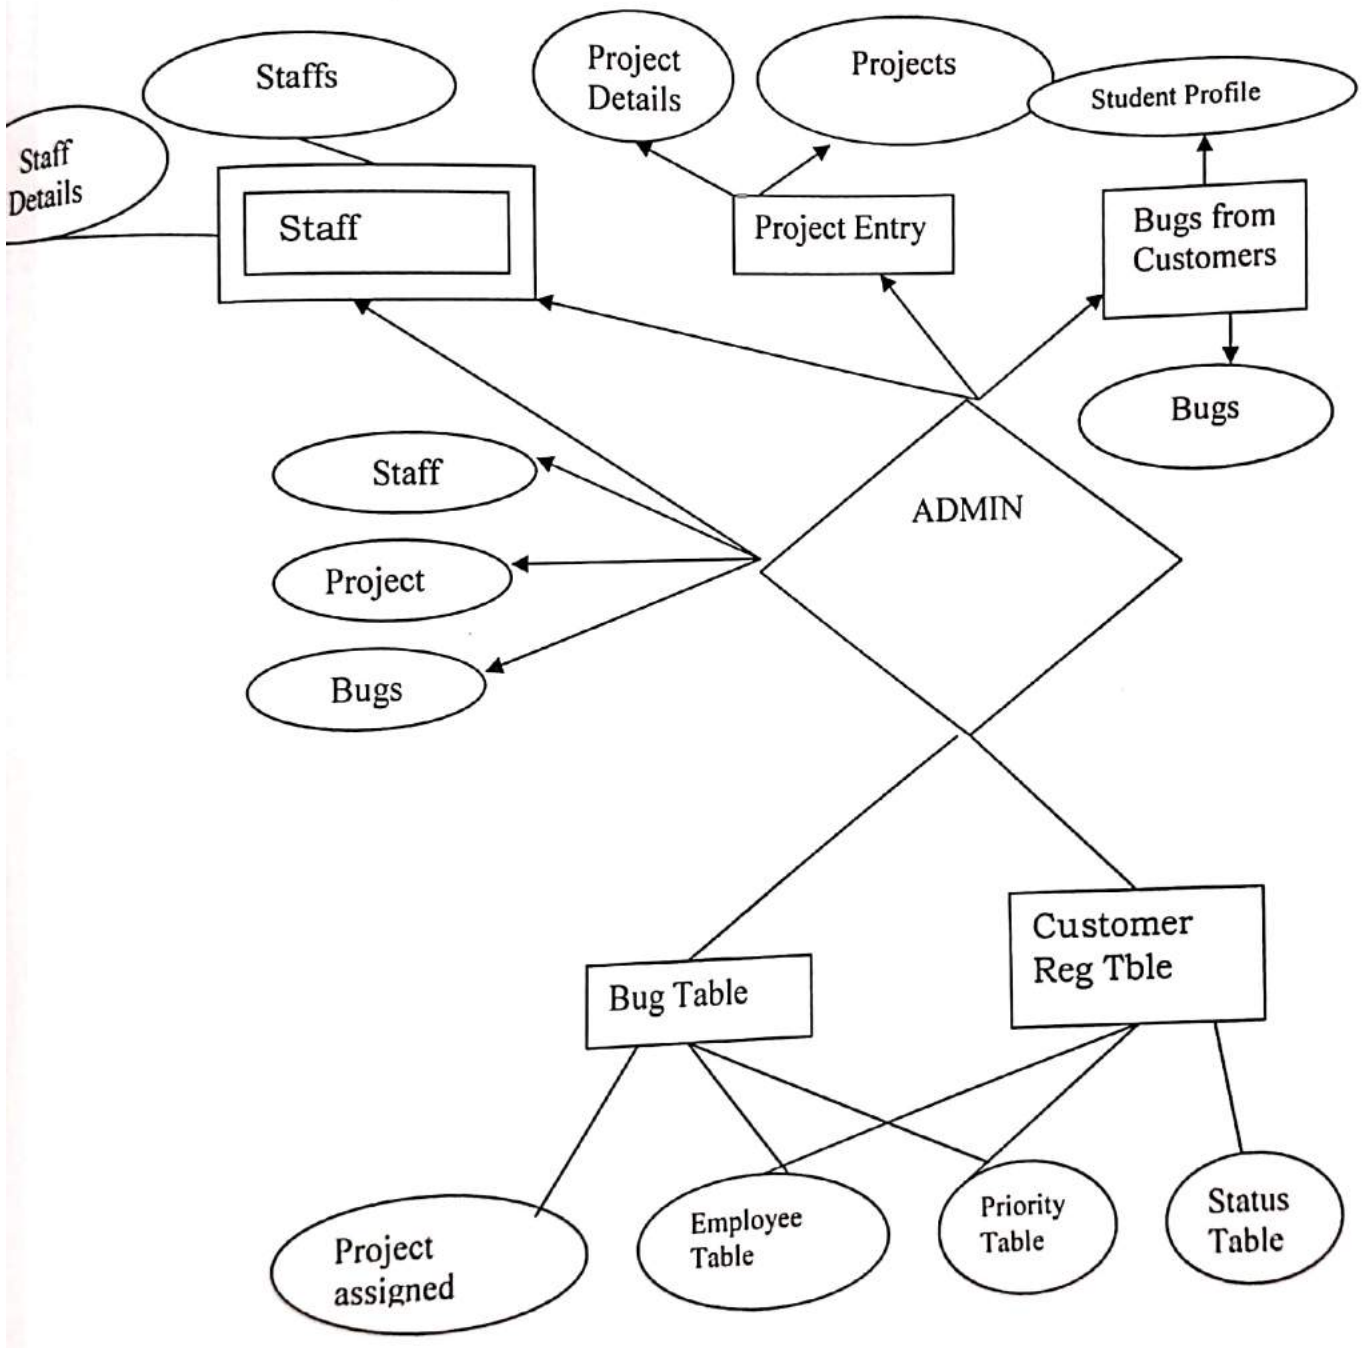 Staffs
Project
Details
Projects
Student Profile
Staff
Details
Staff
Project Entry
Bugs from
Customers
Bugs
Staff
ADMIN
Project
Bugs
Customer
Reg Tble
Bug Table
Project
assigned
Employee
Table
Priority
Table
Status
Table